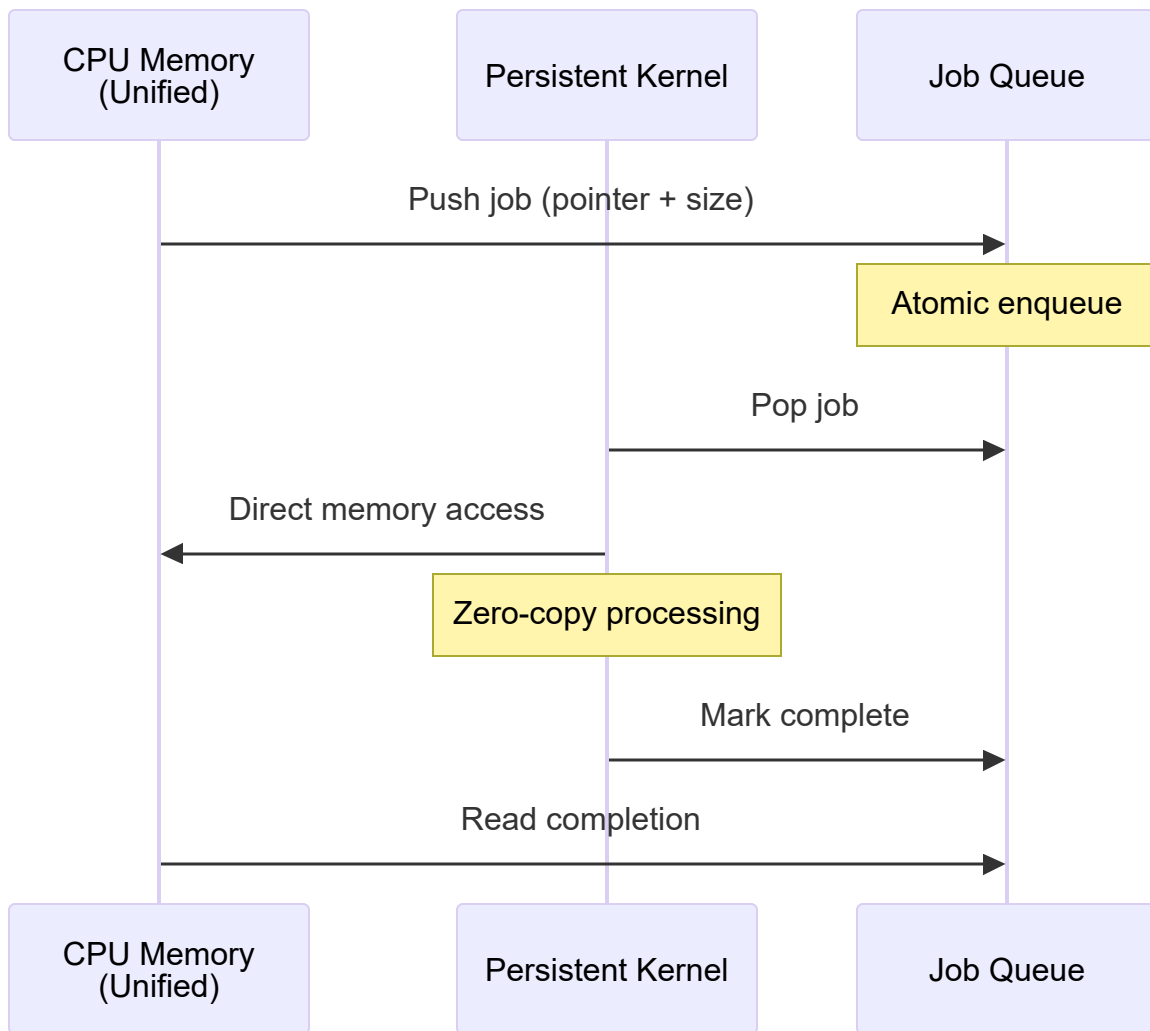 CPU Memory
(Unified)
Persistent Kernel
Job Queue
Push job (pointer + size)
Atomic enqueue
Pop job
Direct memory access
Zero-copy processing
Mark complete
Read completion
CPU Memory
(Unified)
Persistent Kernel
Job Queue